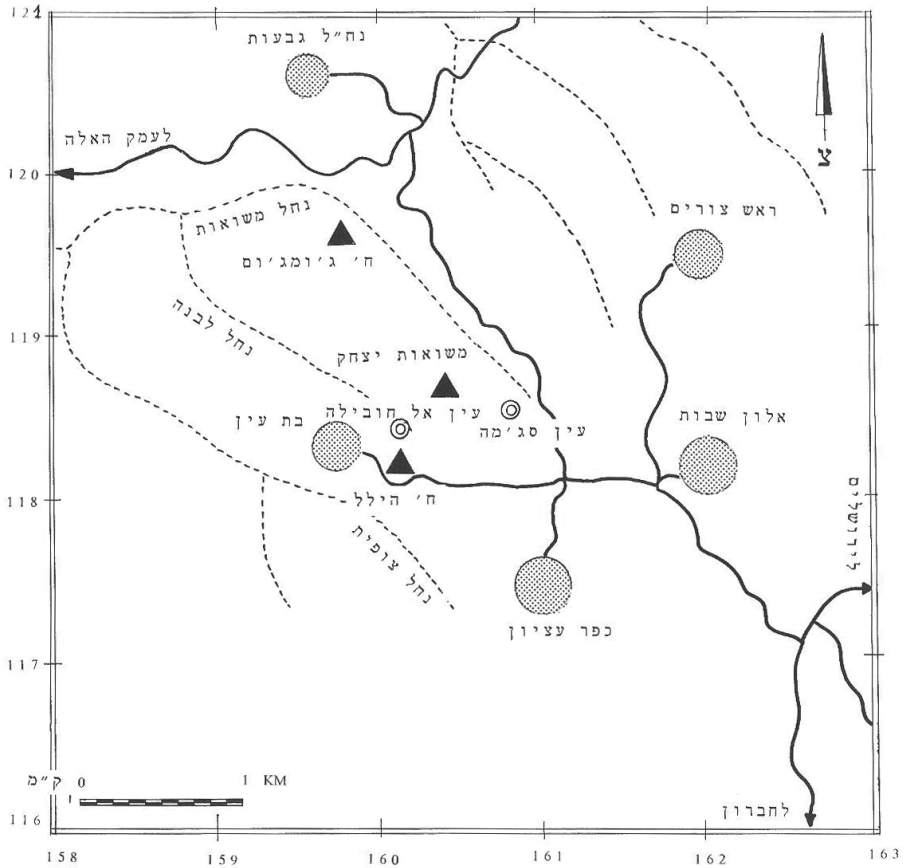 124
נח״ל גבעות
לעמק האלה
צ
120
נחל משואות
ראש צורים
ח׳ ג׳ומג׳ום
119
נחל לבנה
משואות יצחק
אלון שבות
עין אל חובילה
בת עין
עין סג׳מה
118
ח׳ הילל
לירושלים
נחל צופית
כפר עציון
117
ק״מ 0 1 KM
1
לחברון
116
158 159 160 161 162 163